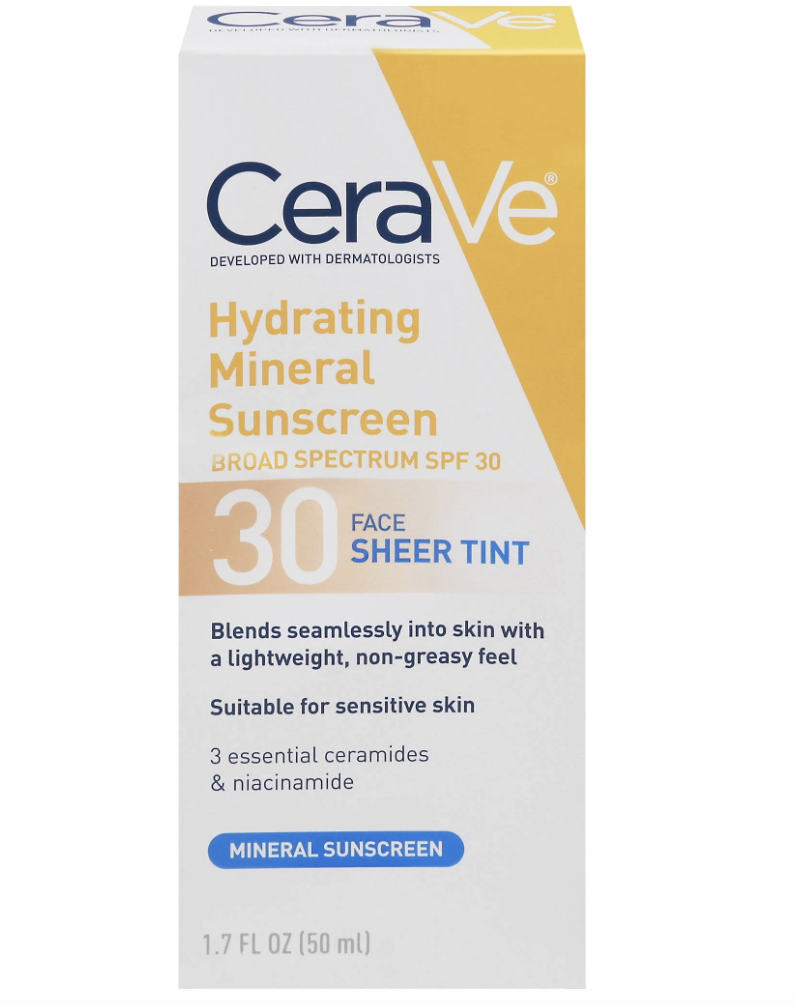 CeraVe
DEVELOPED WITH DERMATOLOGISTS
CeraVe®
DEVELOPED WITH DERMATOLOGISTS
Hydrating
Mineral
Sunscreen
BROAD SPECTRUM SPF 30
30 FACE
SHEER TINT
Blends seamlessly into skin with
a lightweight, non-greasy feel
Suitable for sensitive skin
3 essential ceramides
& niacinamide
MINERAL SUNSCREEN
1.7 FL OZ (50 ml)